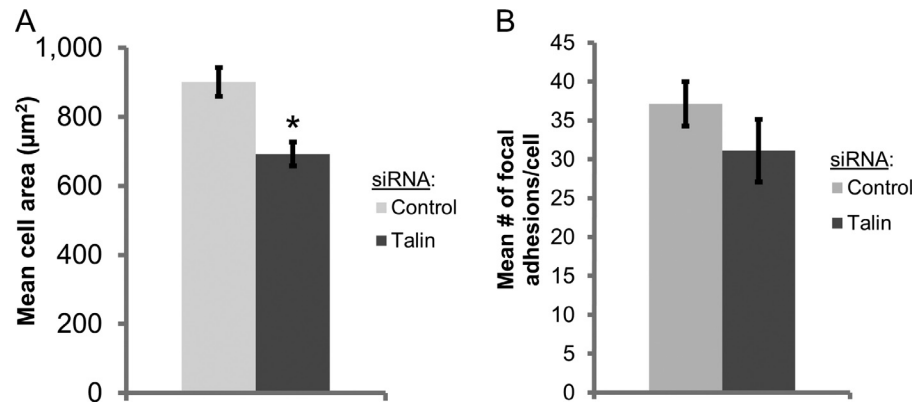 A
Mean cell area (µm²)
1,000
800
600
400
200
0
*
siRNA:
Control
Talin
B
Mean # of focal
adhesions/cell
45
40
35
30
25
20
15
10
5
0
siRNA:
Control
Talin